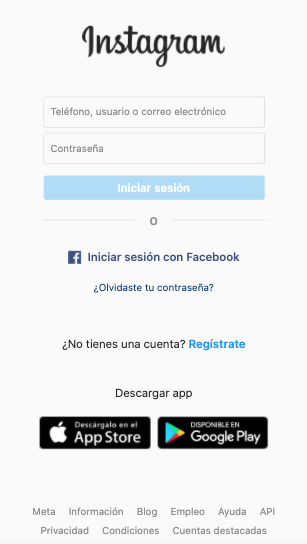 Instagram
Teléfono, usuario o correo electrónico
Contraseña
Iniciar sesión
O
Iniciar sesión con Facebook
¿Olvidaste tu contraseña?
¿No tienes una cuenta? Regístrate
Descargar app
Descárgalo en el
App Store
DISPONIBLE EN
Google Play
Meta Información Blog Empleo Ayuda API
Privacidad Condiciones Cuentas destacadas